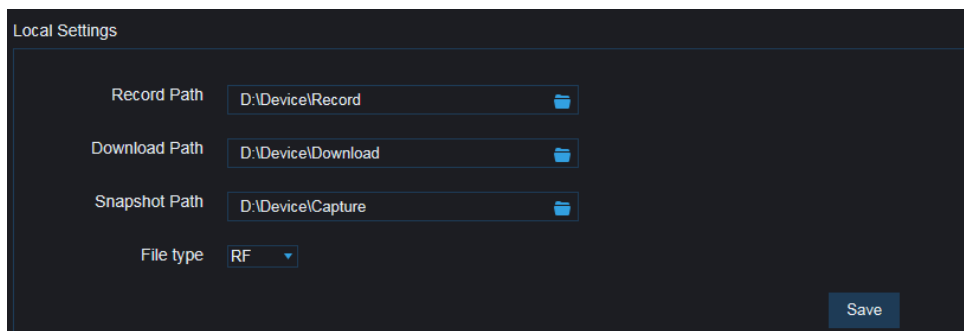 Local Settings
Record Path D:\Device\Record
Download Path D:\Device\Download
Snapshot Path D:\Device\Capture
File type RF
Save